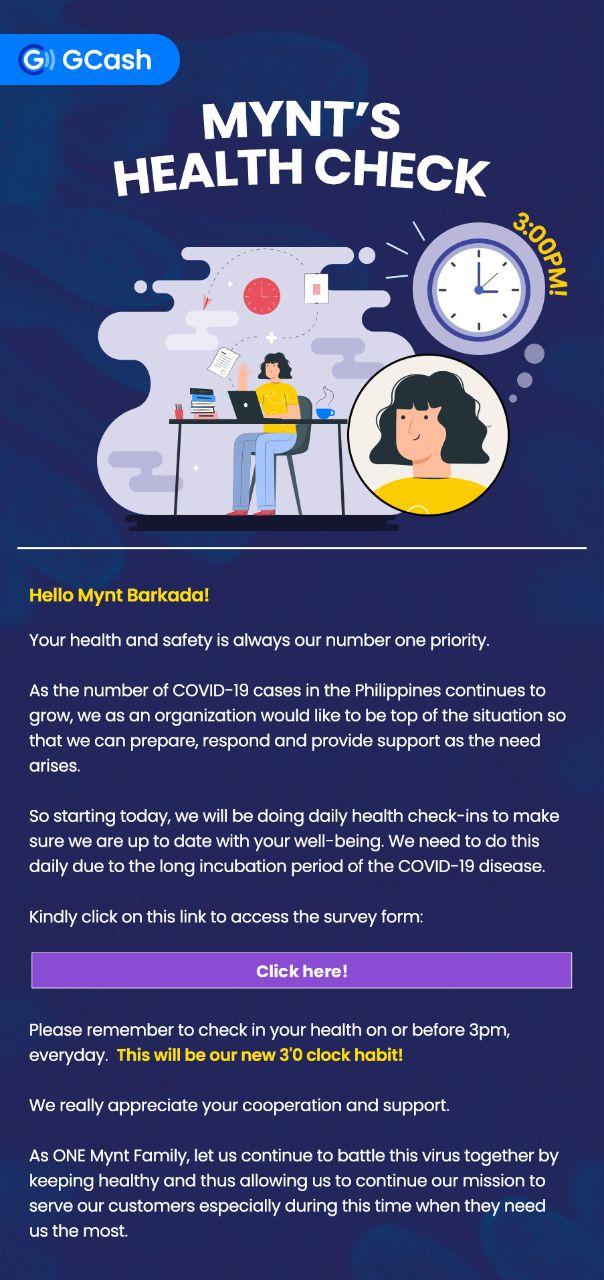 GCash
MYNT'S
HEALTH CHECK
3:00PM!
Hello Mynt Barkada!
Your health and safety is always our number one priority.
As the number of COVID-19 cases in the Philippines continues to
grow, we as an organization would like to be top of the situation so
that we can prepare, respond and provide support as the need
arises.
So starting today, we will be doing daily health check-ins to make
sure we are up to date with your well-being. We need to do this
daily due to the long incubation period of the COVID-19 disease.
Kindly click on this link to access the survey form:
Click here!
Please remember to check in your health on or before 3pm,
everyday. This will be our new 3'0 clock habit!
We really appreciate your cooperation and support.
As ONE Mynt Family, let us continue to battle this virus together by
keeping healthy and thus allowing us to continue our mission to
serve our customers especially during this time when they need
us the most.